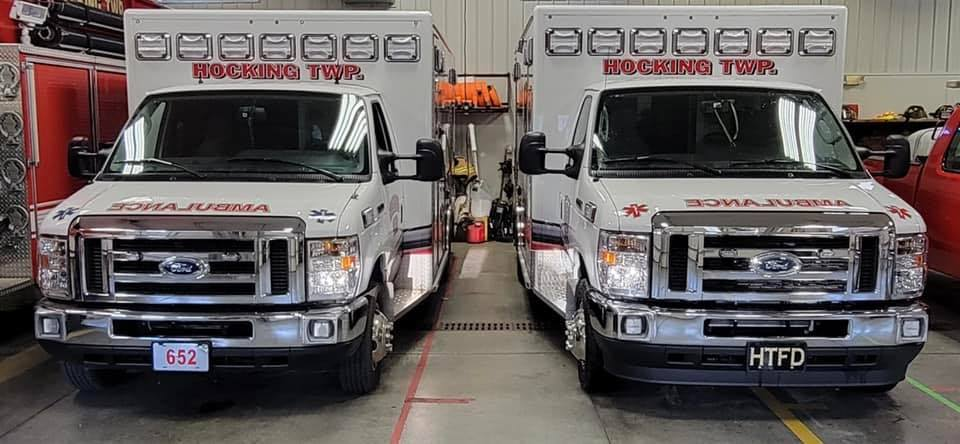 HOCKING TWP.
AMBULANCE
Ford
652
HOCKING TWP.
AMBULANCE
Ford
HTFD